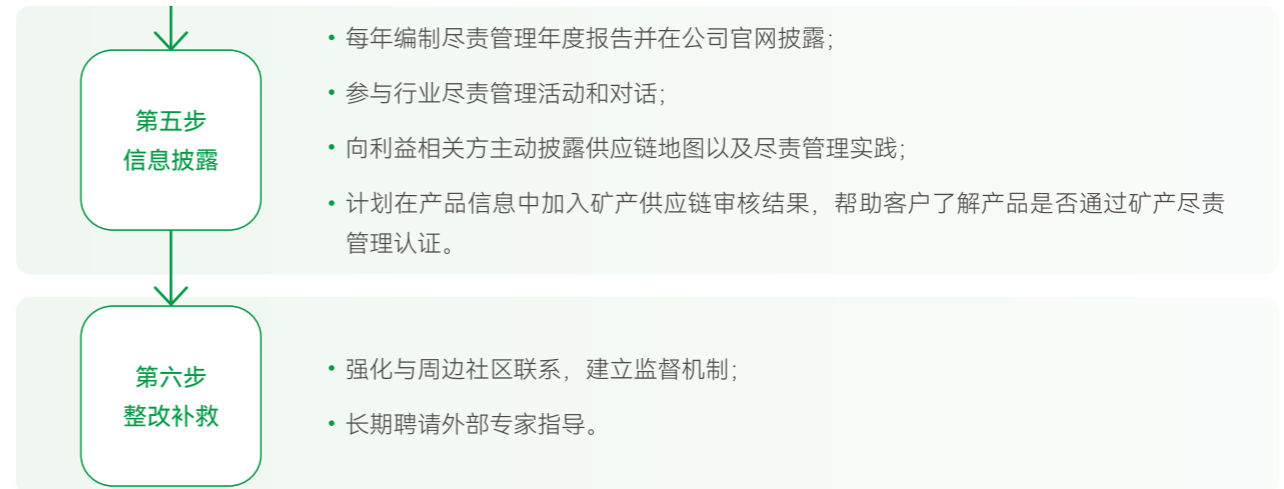 第五步
信息披露
• 每年编制尽责管理年度报告并在公司官网披露；
• 参与行业尽责管理活动和对话；
• 向利益相关方主动披露供应链地图以及尽责管理实践；
• 计划在产品信息中加入矿产供应链审核结果，帮助客户了解产品是否通过矿产尽责
管理认证。
第六步
整改补救
• 强化与周边社区联系，建立监督机制；
• 长期聘请外部专家指导。